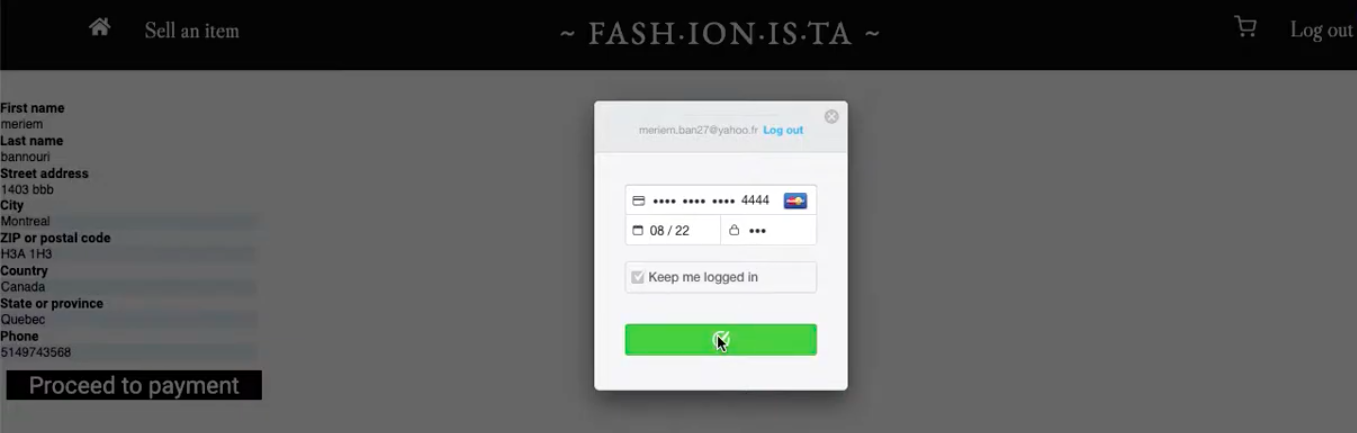 Sell an item
~ FASH·ION·IS·TA ~
Log out
First name
meriem
Last name
bannouri
Street address
1403 bbb
City
Montreal
ZIP or postal code
H3A 1H3
Country
Canada
State or province
Quebec
Phone
5149743568
Proceed to payment
meriem.ban27@yahoo.fr Log out
•••• •••• •••• 4444
08 / 22 •••
Keep me logged in